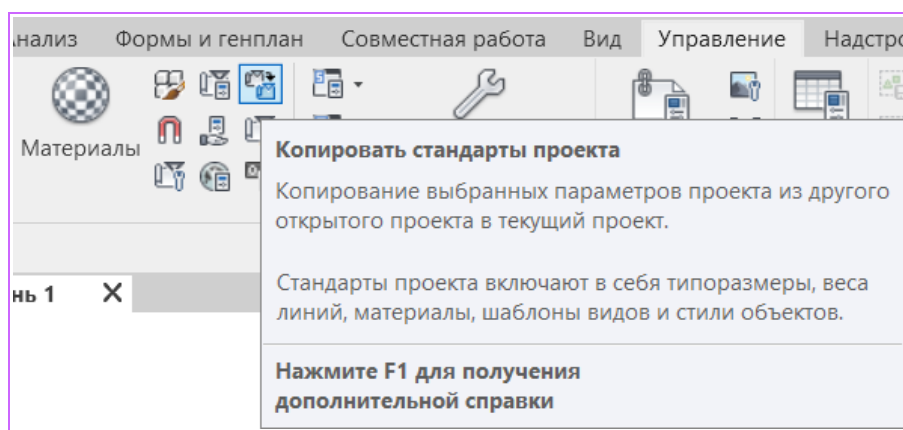 Формы и генплан Совместная работа Вид Управление
Материалы
Копировать стандарты проекта
Копирование выбранных параметров проекта из другого
открытого проекта в текущий проект.
Стандарты проекта включают в себя типоразмеры, веса
линий, материалы, шаблоны видов и стили объектов.
нь 1
Нажмите F1 для получения
дополнительной справки